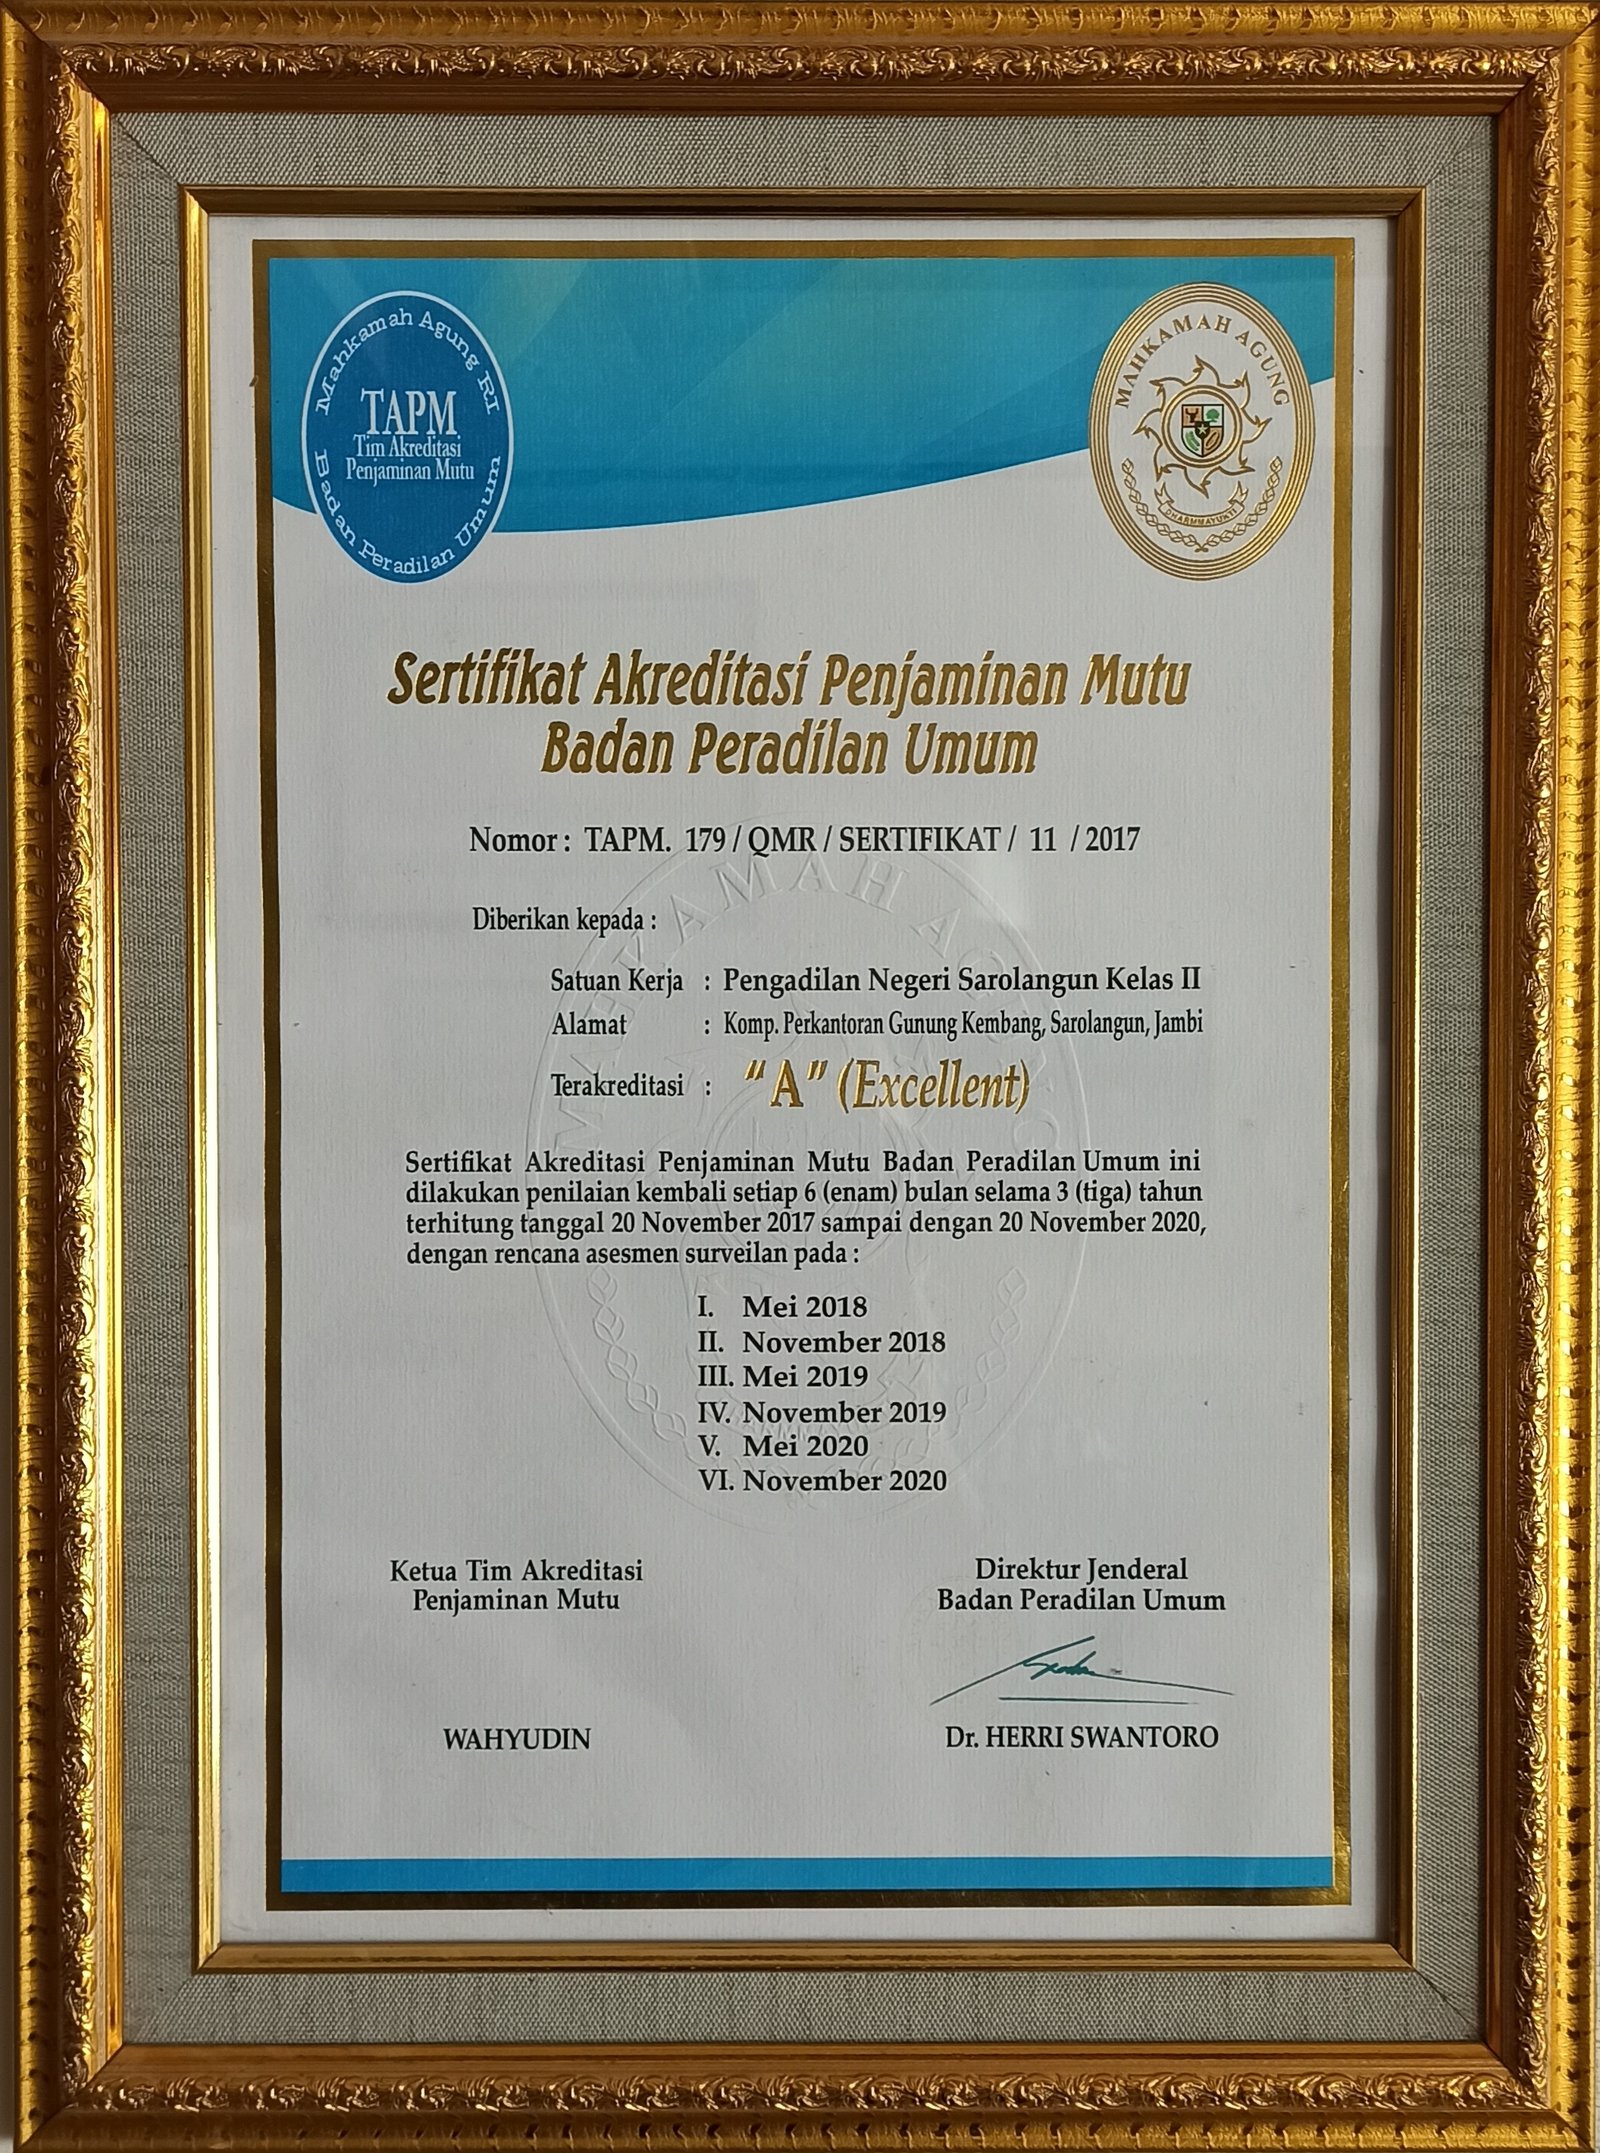 Mahkamah Agung RI
TAPM
Tim Akreditasi
Penjaminan Mutu
Badan Peradilan Umum
MAHKAMAH AGUNG
DHARMMAYUKTI
Sertifikat Akreditasi Penjaminan Mutu
Badan Peradilan Umum
Nomor : TAPM. 179 / QMR / SERTIFIKAT / 11 / 2017
MAHKAMAH AGUNG
Diberikan kepada :
Satuan Kerja : Pengadilan Negeri Sarolangun Kelas II
Alamat : Komp. Perkantoran Gunung Kembang, Sarolangun, Jambi
Terakreditasi : “A” (Excellent)
Sertifikat Akreditasi Penjaminan Mutu Badan Peradilan Umum ini
dilakukan penilaian kembali setiap 6 (enam) bulan selama 3 (tiga) tahun
terhitung tanggal 20 November 2017 sampai dengan 20 November 2020,
dengan rencana asesmen surveilan pada :
I. Mei 2018
II. November 2018
III. Mei 2019
IV. November 2019
V. Mei 2020
VI. November 2020
Ketua Tim Akreditasi
Penjaminan Mutu
WAHYUDIN
Direktur Jenderal
Badan Peradilan Umum
Dr. HERRI SWANTORO